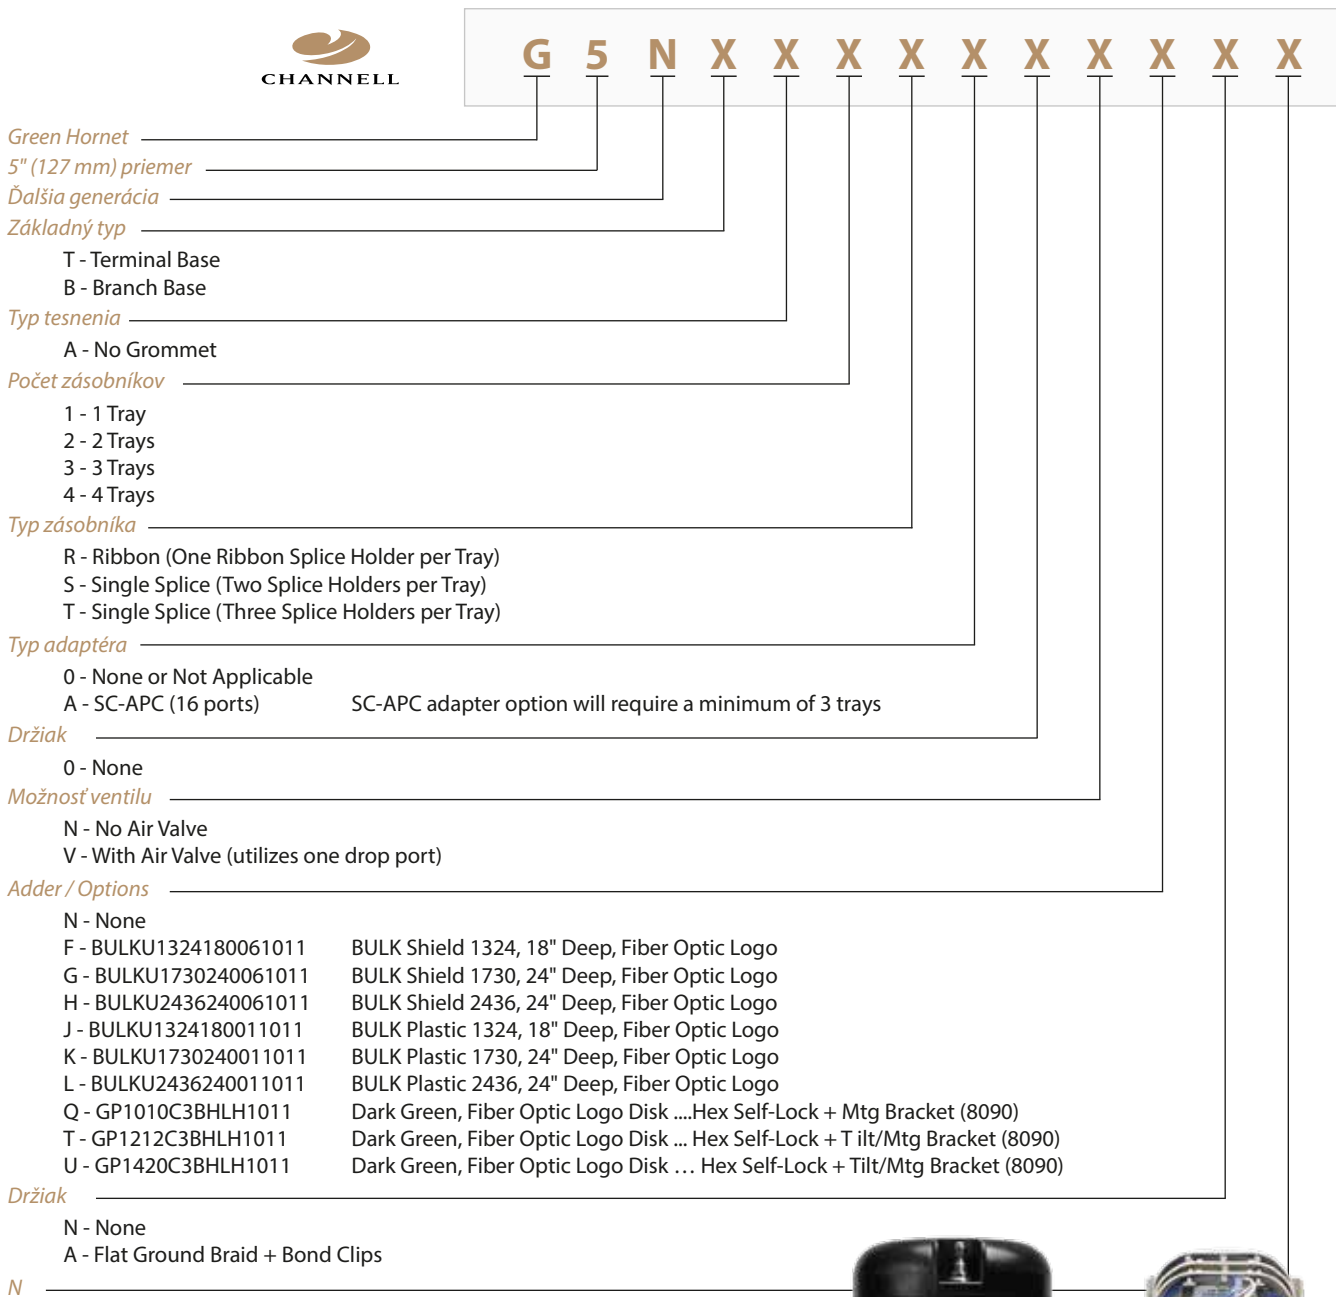 CHANNELL
G 5 N X X X X X X X X X X
Green Hornet
5" (127 mm) priemer
Ďalšia generácia
Základný typ
T - Terminal Base
B - Branch Base
Typ tesnenia
A - No Grommet
Počet zásobníkov
1 - 1 Tray
2 - 2 Trays
3 - 3 Trays
4 - 4 Trays
Typ zásobníka
R - Ribbon (One Ribbon Splice Holder per Tray)
S - Single Splice (Two Splice Holders per Tray)
T - Single Splice (Three Splice Holders per Tray)
Typ adaptéra
0 - None or Not Applicable
A - SC-APC (16 ports) SC-APC adapter option will require a minimum of 3 trays
Držiak
0 - None
Možnosť ventilu
N - No Air Valve
V - With Air Valve (utilizes one drop port)
Adder / Options
N - None
F - BULKU1324180061011 BULK Shield 1324, 18" Deep, Fiber Optic Logo
G - BULKU1730240061011 BULK Shield 1730, 24" Deep, Fiber Optic Logo
H - BULKU2436240061011 BULK Shield 2436, 24" Deep, Fiber Optic Logo
J - BULKU1324180011011 BULK Plastic 1324, 18" Deep, Fiber Optic Logo
K - BULKU1730240011011 BULK Plastic 1730, 24" Deep, Fiber Optic Logo
L - BULKU2436240011011 BULK Plastic 2436, 24" Deep, Fiber Optic Logo
Q - GP1010C3BHLH1011 Dark Green, Fiber Optic Logo Disk ....Hex Self-Lock + Mtg Bracket (8090)
T - GP1212C3BHLH1011 Dark Green, Fiber Optic Logo Disk ... Hex Self-Lock + T ilt/Mtg Bracket (8090)
U - GP1420C3BHLH1011 Dark Green, Fiber Optic Logo Disk … Hex Self-Lock + Tilt/Mtg Bracket (8090)
Držiak
N - None
A - Flat Ground Braid + Bond Clips
N